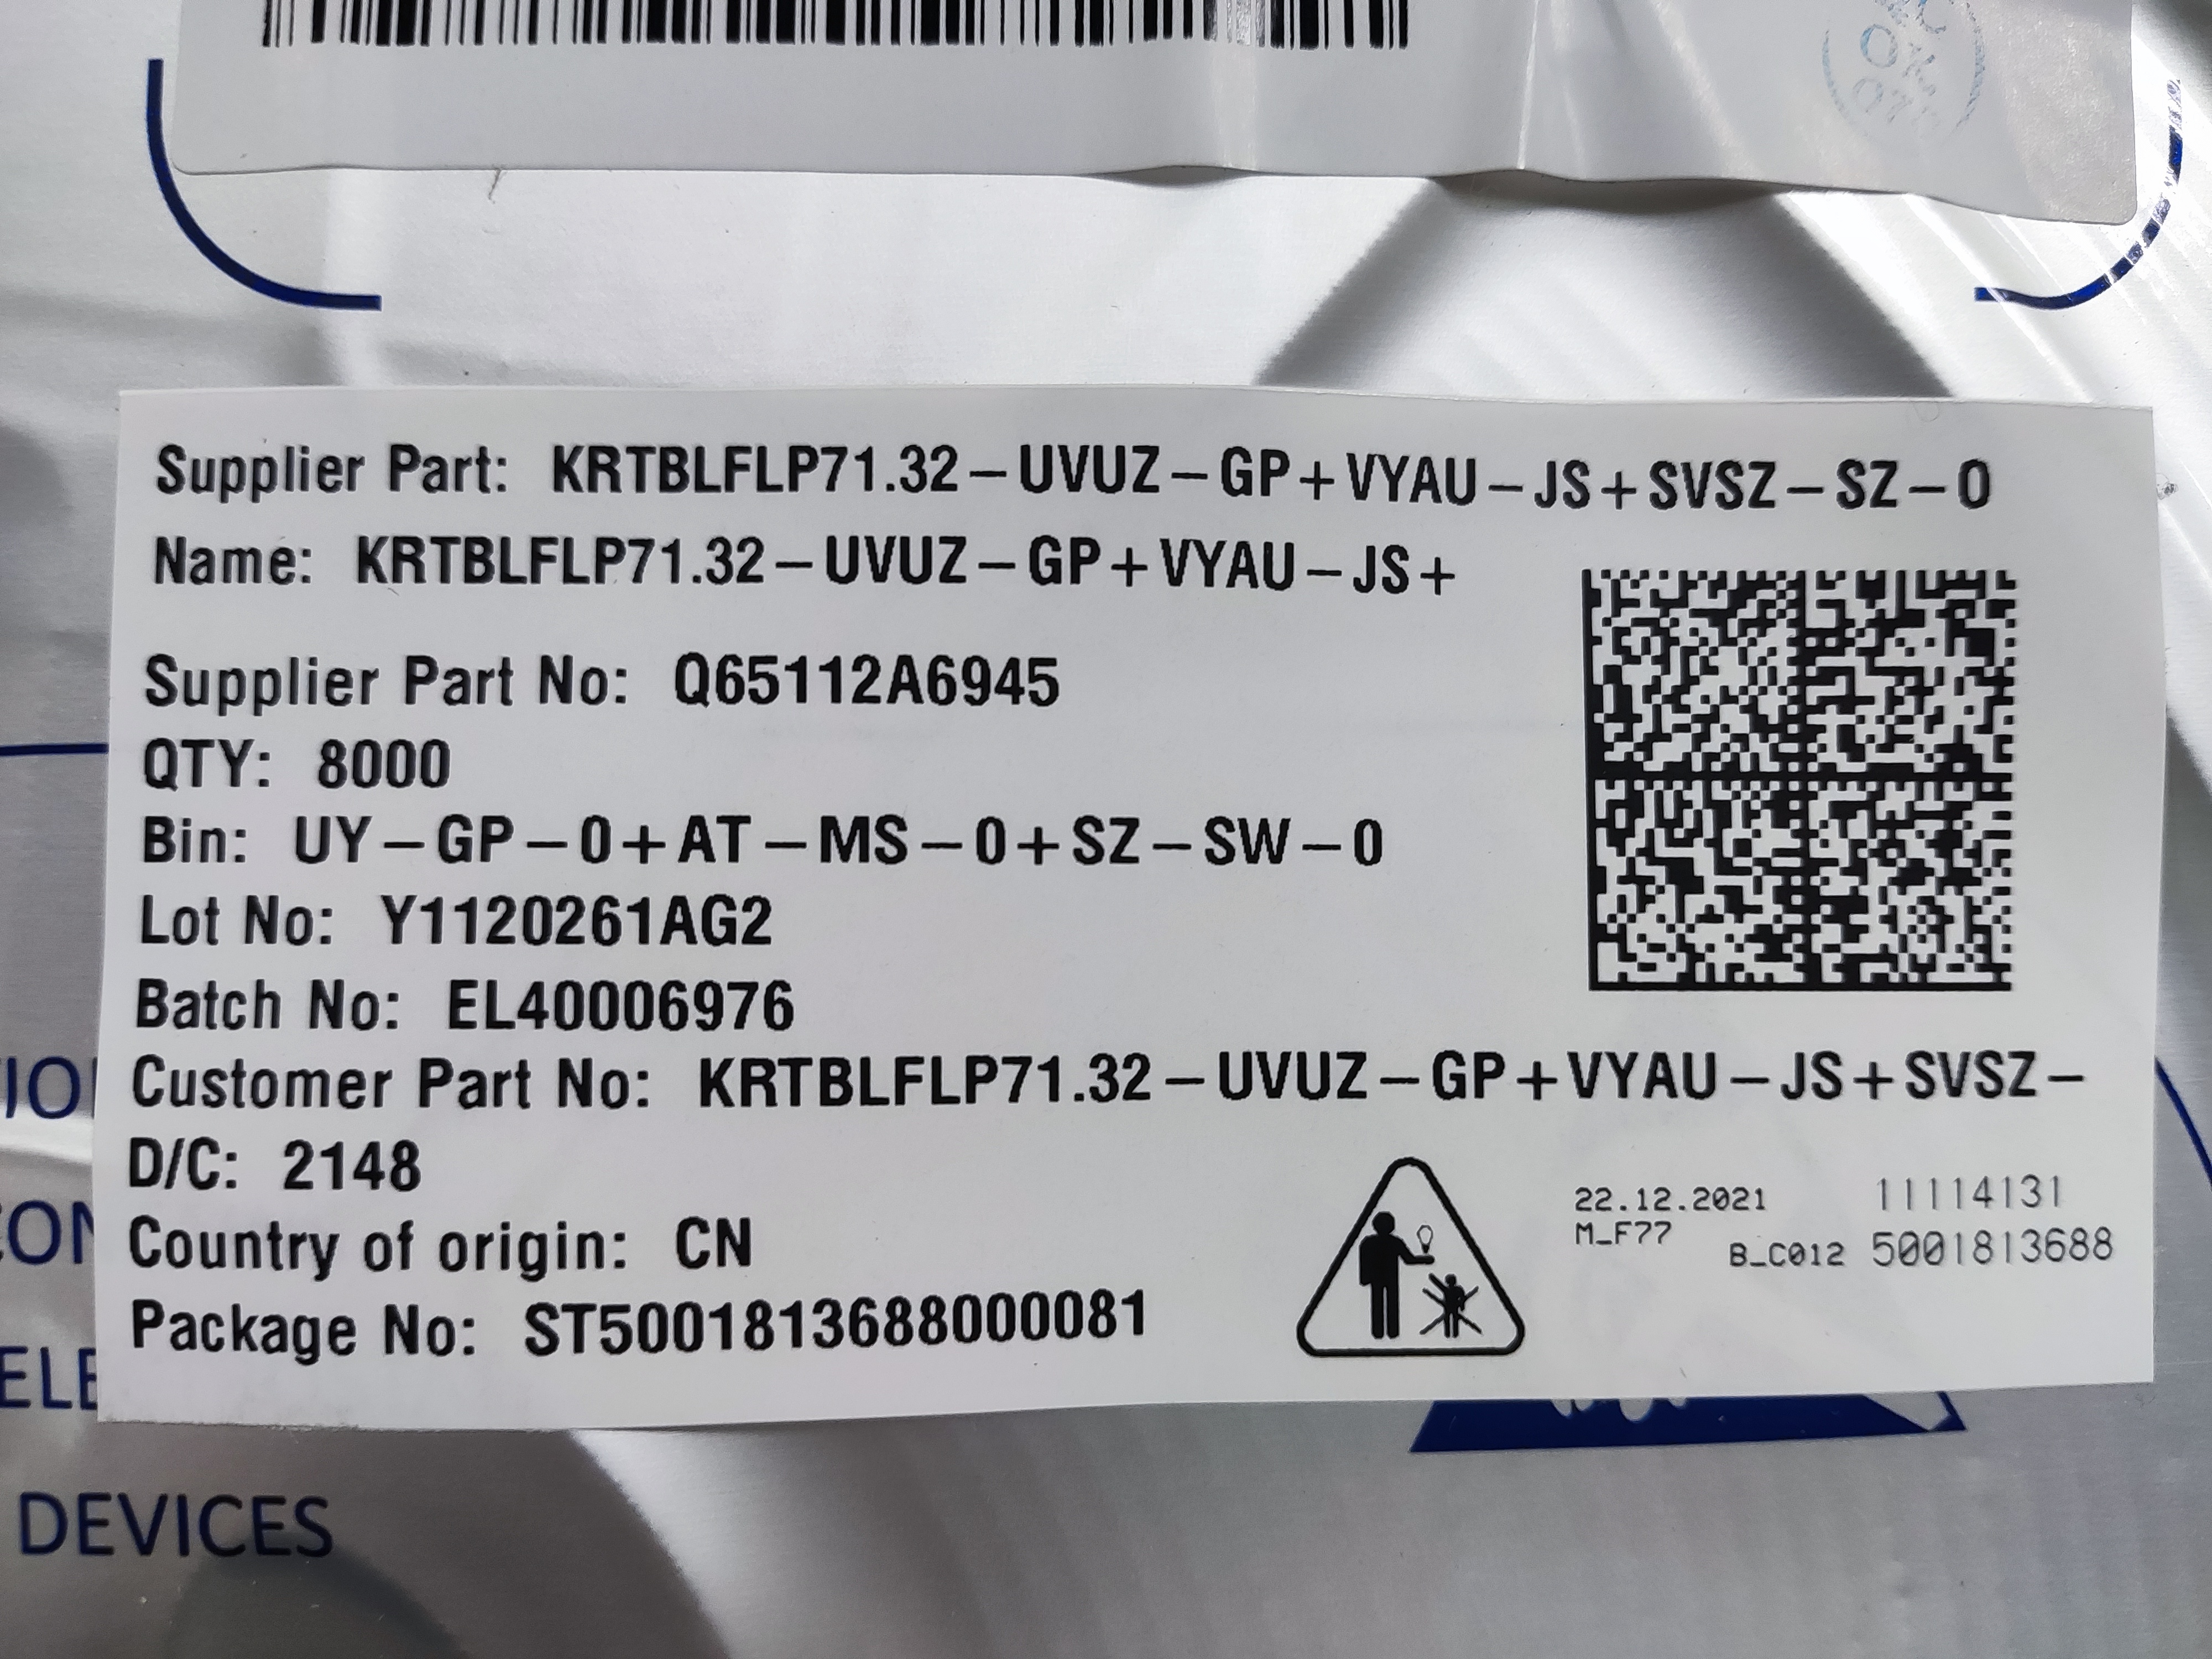 Supplier Part: KRTBLFLP71.32-UVUZ-GP+VYAU-JS+SVSZ-SZ-0
Name: KRTBLFLP71.32-UVUZ-GP+VYAU-JS+
Supplier Part No: Q65112A6945
QTY: 8000
Bin: UY-GP-0+AT-MS-0+SZ-SW-0
Lot No: Y1120261AG2
Batch No: EL40006976
Customer Part No: KRTBLFLP71.32-UVUZ-GP+VYAU-JS+SVSZ-
D/C: 2148
22.12.2021 11114131
M_F77
B_C012 5001813688
Country of origin: CN
Package No: ST5001813688000081
DEVICES